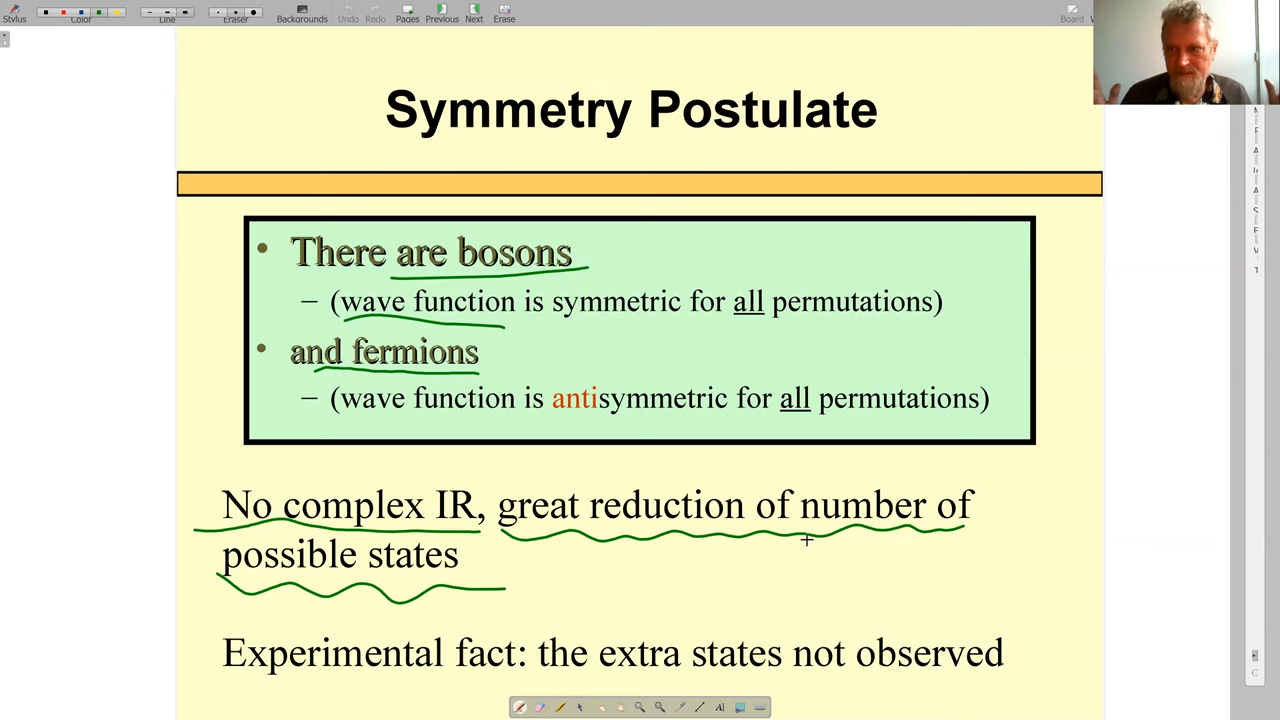 Stylus
Color
Line
Eraser
Backgrounds
Undo
Redo
Pages
Previous
Next
Erase
Board
Symmetry Postulate
• There are bosons
– (wave function is symmetric for all permutations)
• and fermions
– (wave function is antisymmetric for all permutations)
No complex IR, great reduction of number of
possible states
Experimental fact: the extra states not observed